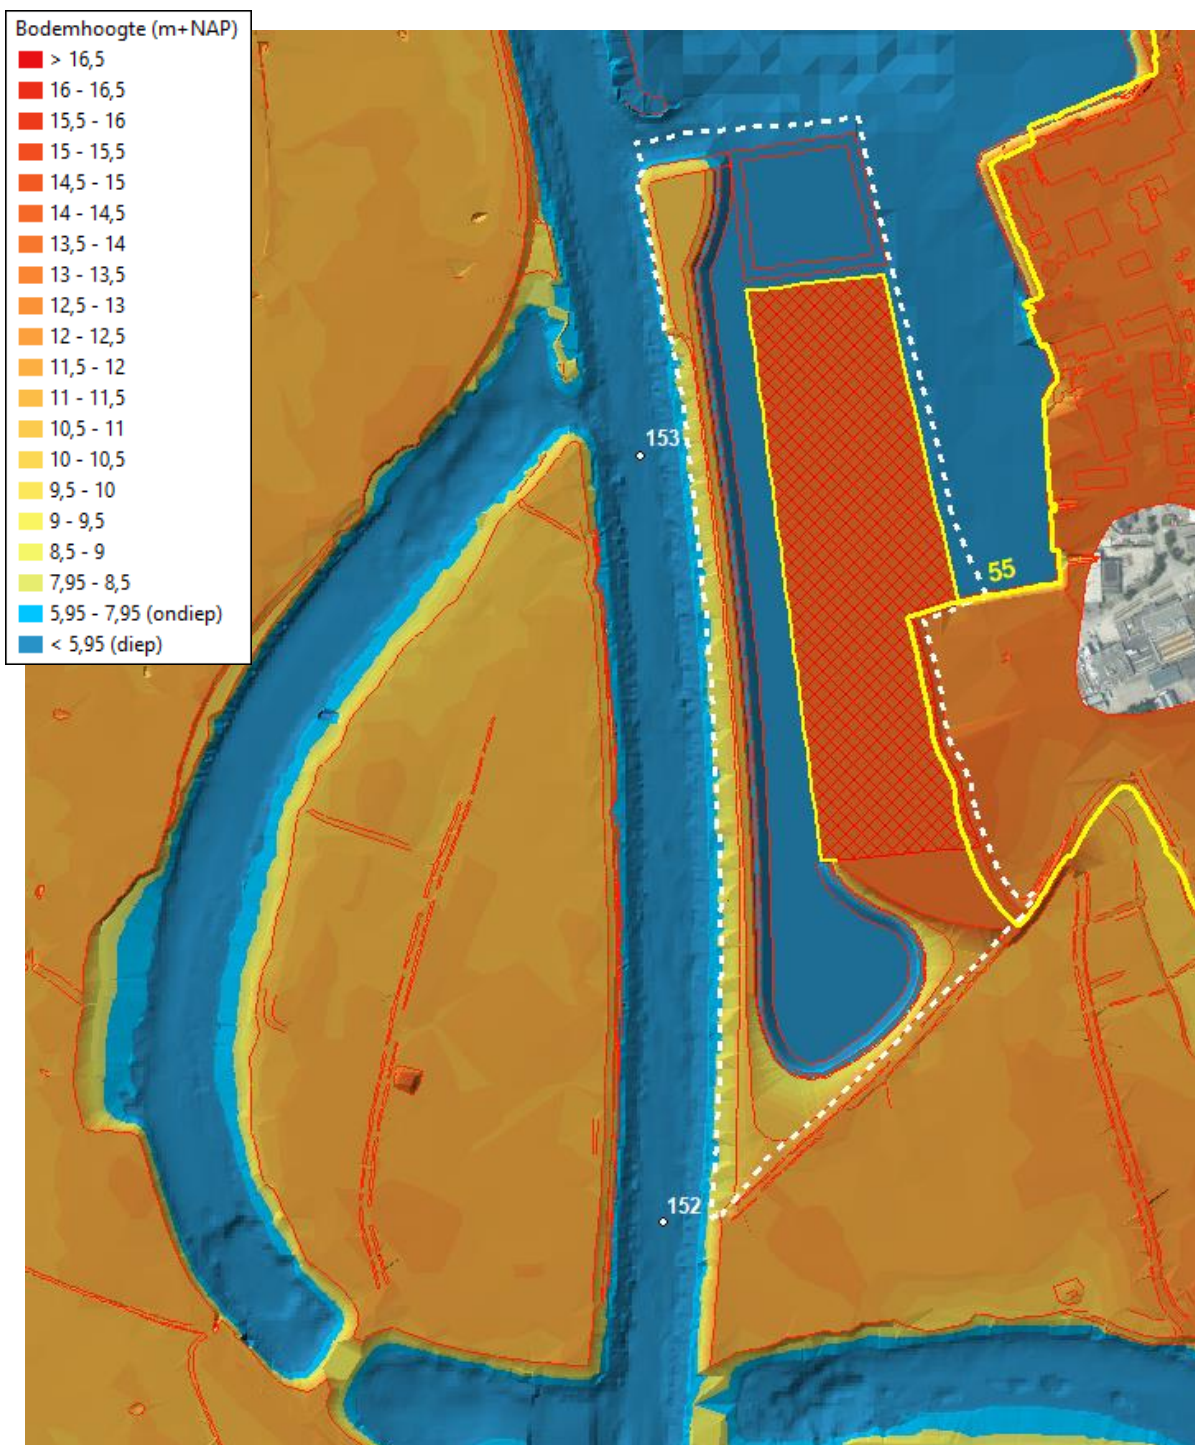 Bodemhoogte (m+NAP)
> 16,5
16 - 16,5
15,5 - 16
15 - 15,5
14,5 - 15
14 - 14,5
13,5 - 14
13 - 13,5
12,5 - 13
12 - 12,5
11,5 - 12
11 - 11,5
10,5 - 11
10 - 10,5
9,5 - 10
9 - 9,5
8,5 - 9
7,95 - 8,5
5,95 - 7,95 (ondiep)
< 5,95 (diep)
153
55
152